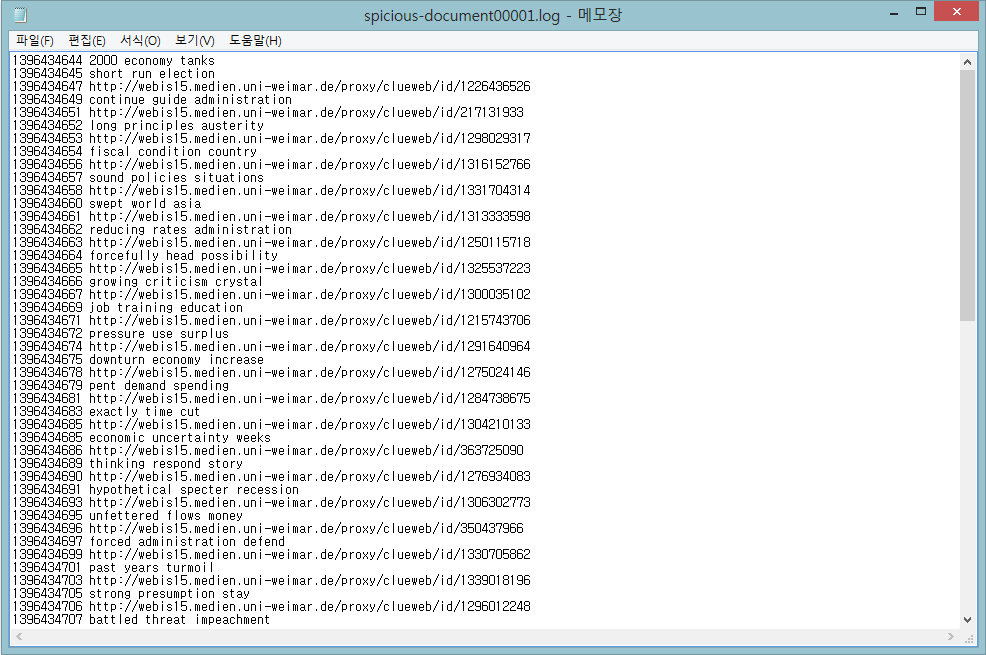 spicious-document00001.log - 메모장
파일(F) 편집(E) 서식(O) 보기(V) 도움말(H)
1396434644 2000 economy tanks
1396434645 short run election
1396434647 http://webis15.medien.uni-weimar.de/proxy/clueweb/id/1226436526
1396434649 continue guide administration
1396434651 http://webis15.medien.uni-weimar.de/proxy/clueweb/id/217131933
1396434652 long principles austerity
1396434653 http://webis15.medien.uni-weimar.de/proxy/clueweb/id/1298029317
1396434654 fiscal condition country
1396434656 http://webis15.medien.uni-weimar.de/proxy/clueweb/id/1316152766
1396434657 sound policies situations
1396434658 http://webis15.medien.uni-weimar.de/proxy/clueweb/id/1331704314
1396434660 swept world asia
1396434661 http://webis15.medien.uni-weimar.de/proxy/clueweb/id/1313333598
1396434662 reducing rates administration
1396434663 http://webis15.medien.uni-weimar.de/proxy/clueweb/id/1250115718
1396434664 forcefully head possibility
1396434665 http://webis15.medien.uni-weimar.de/proxy/clueweb/id/1325537223
1396434666 growing criticism crystal
1396434667 http://webis15.medien.uni-weimar.de/proxy/clueweb/id/1300035102
1396434669 job training education
1396434671 http://webis15.medien.uni-weimar.de/proxy/clueweb/id/1215743706
1396434672 pressure use surplus
1396434674 http://webis15.medien.uni-weimar.de/proxy/clueweb/id/1291640964
1396434675 downturn economy increase
1396434678 http://webis15.medien.uni-weimar.de/proxy/clueweb/id/1275024146
1396434679 pent demand spending
1396434681 http://webis15.medien.uni-weimar.de/proxy/clueweb/id/1284738675
1396434683 exactly time cut
1396434685 http://webis15.medien.uni-weimar.de/proxy/clueweb/id/1304210133
1396434685 economic uncertainty weeks
1396434686 http://webis15.medien.uni-weimar.de/proxy/clueweb/id/363725090
1396434689 thinking respond story
1396434690 http://webis15.medien.uni-weimar.de/proxy/clueweb/id/1276934083
1396434691 hypothetical specter recession
1396434693 http://webis15.medien.uni-weimar.de/proxy/clueweb/id/1306302773
1396434695 unfettered flows money
1396434696 http://webis15.medien.uni-weimar.de/proxy/clueweb/id/350437966
1396434697 forced administration defend
1396434699 http://webis15.medien.uni-weimar.de/proxy/clueweb/id/1330705862
1396434701 past years turmoil
1396434703 http://webis15.medien.uni-weimar.de/proxy/clueweb/id/1339018196
1396434705 strong presumption stay
1396434706 http://webis15.medien.uni-weimar.de/proxy/clueweb/id/1296012248
1396434707 battled threat impeachment